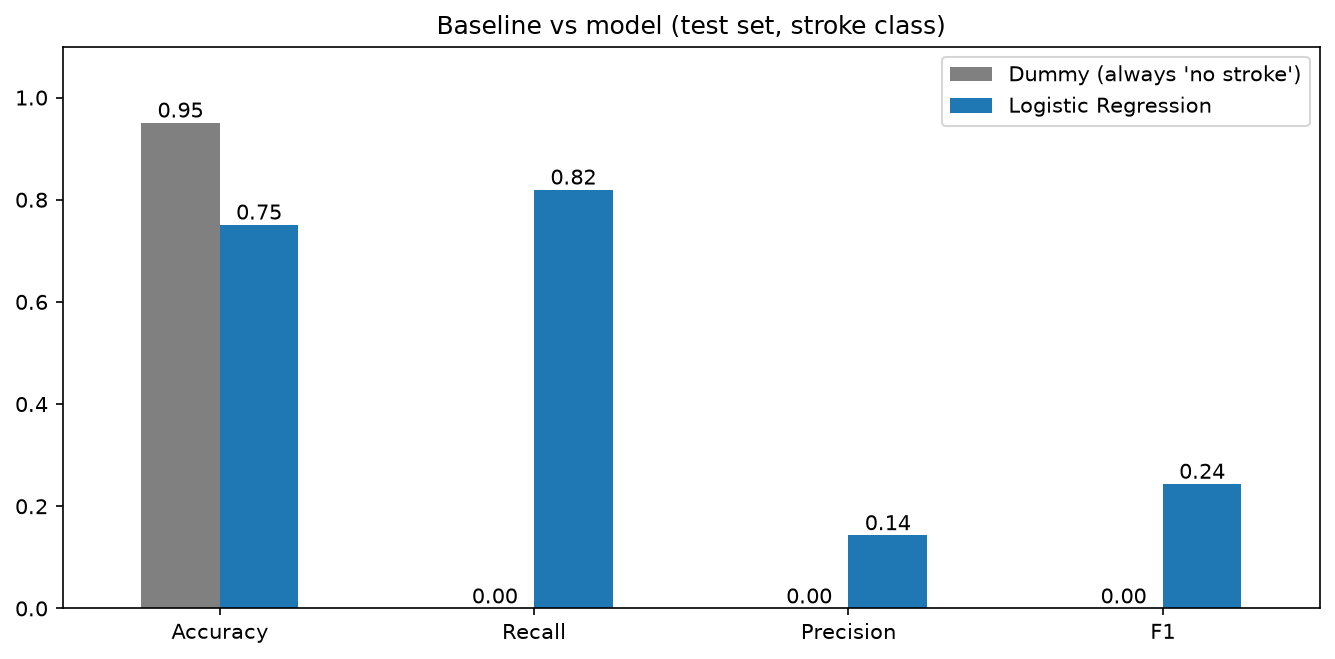 Baseline vs model (test set, stroke class)
Dummy (always 'no stroke')
Logistic Regression
1.0
0.8
0.6
0.4
0.2
0.0
0.95
0.75
0.00
0.82
0.00
0.14
0.00
0.24
Accuracy
Recall
Precision
F1